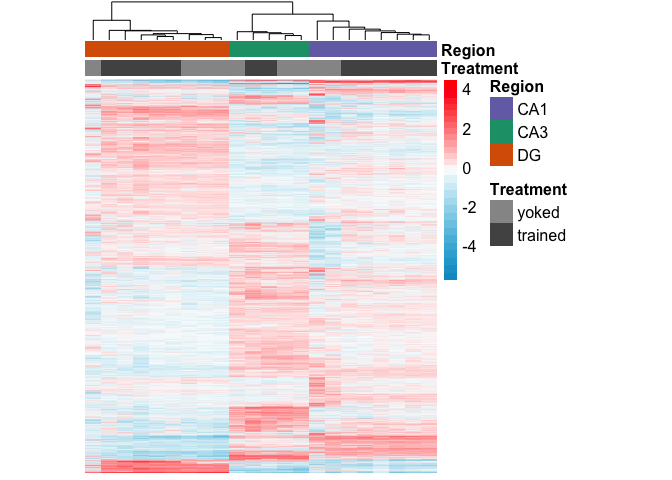 Region
Treatment
4
2
0
-2
-4
Region
CA1
CA3
DG
Treatment
yoked
trained